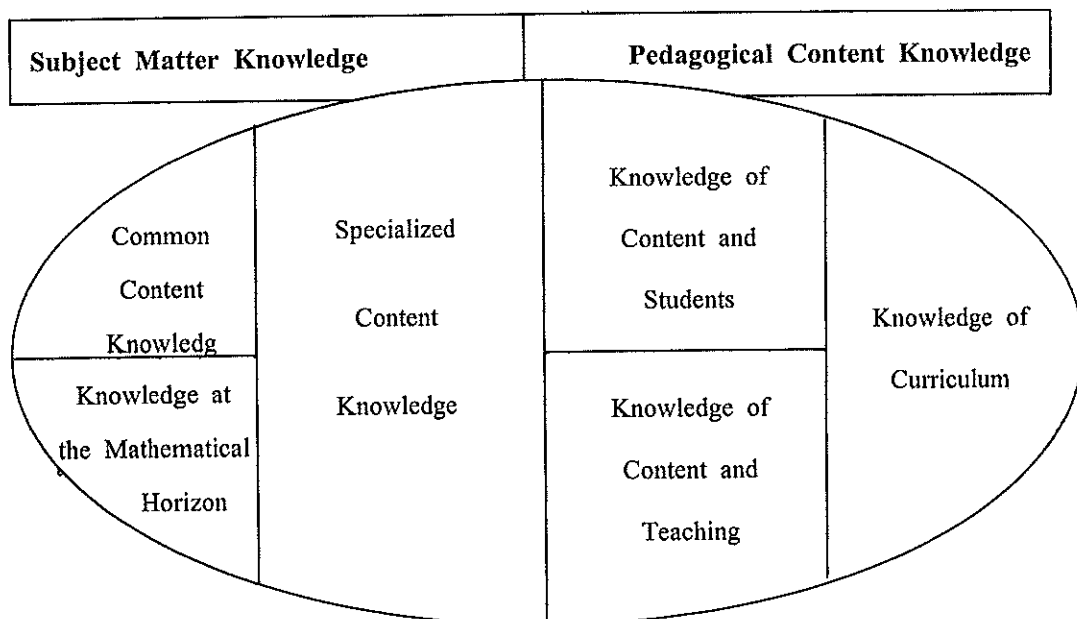 Subject Matter Knowledge
Pedagogical Content Knowledge
Common
Content
Knowledg
Knowledge at
the Mathematical
Horizon
Specialized
Content
Knowledge
Knowledge of
Content and
Students
Knowledge of
Content and
Teaching
Knowledge of
Curriculum